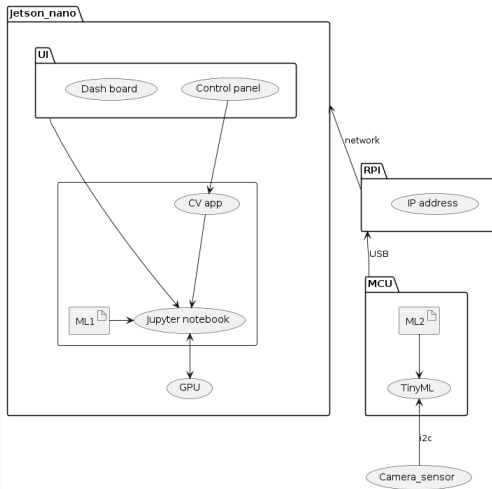 Jetson_nano
UI
Dash board
Control panel
network
RPI
IP address
CV app
USB
MCU
ML1
Jupyter notebook
ML2
GPU
TinyML
i2c
Camera_sensor